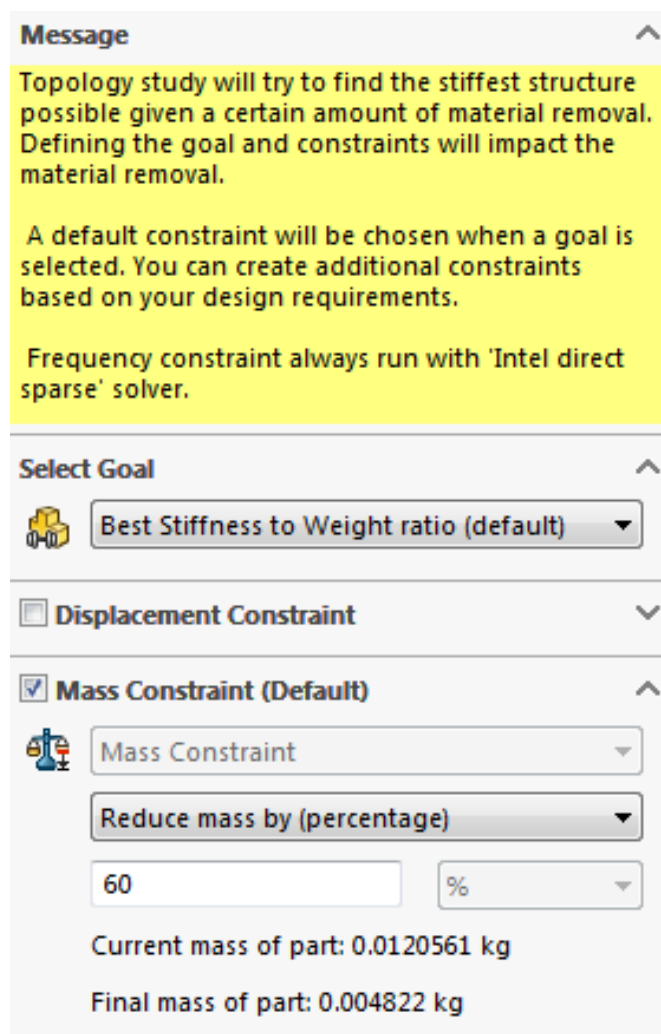 Message
Topology study will try to find the stiffest structure
possible given a certain amount of material removal.
Defining the goal and constraints will impact the
material removal.
A default constraint will be chosen when a goal is
selected. You can create additional constraints
based on your design requirements.
Frequency constraint always run with 'Intel direct
sparse' solver.
Select Goal
Best Stiffness to Weight ratio (default)
Displacement Constraint
Mass Constraint (Default)
Mass Constraint
Reduce mass by (percentage)
60 %
Current mass of part: 0.0120561 kg
Final mass of part: 0.004822 kg